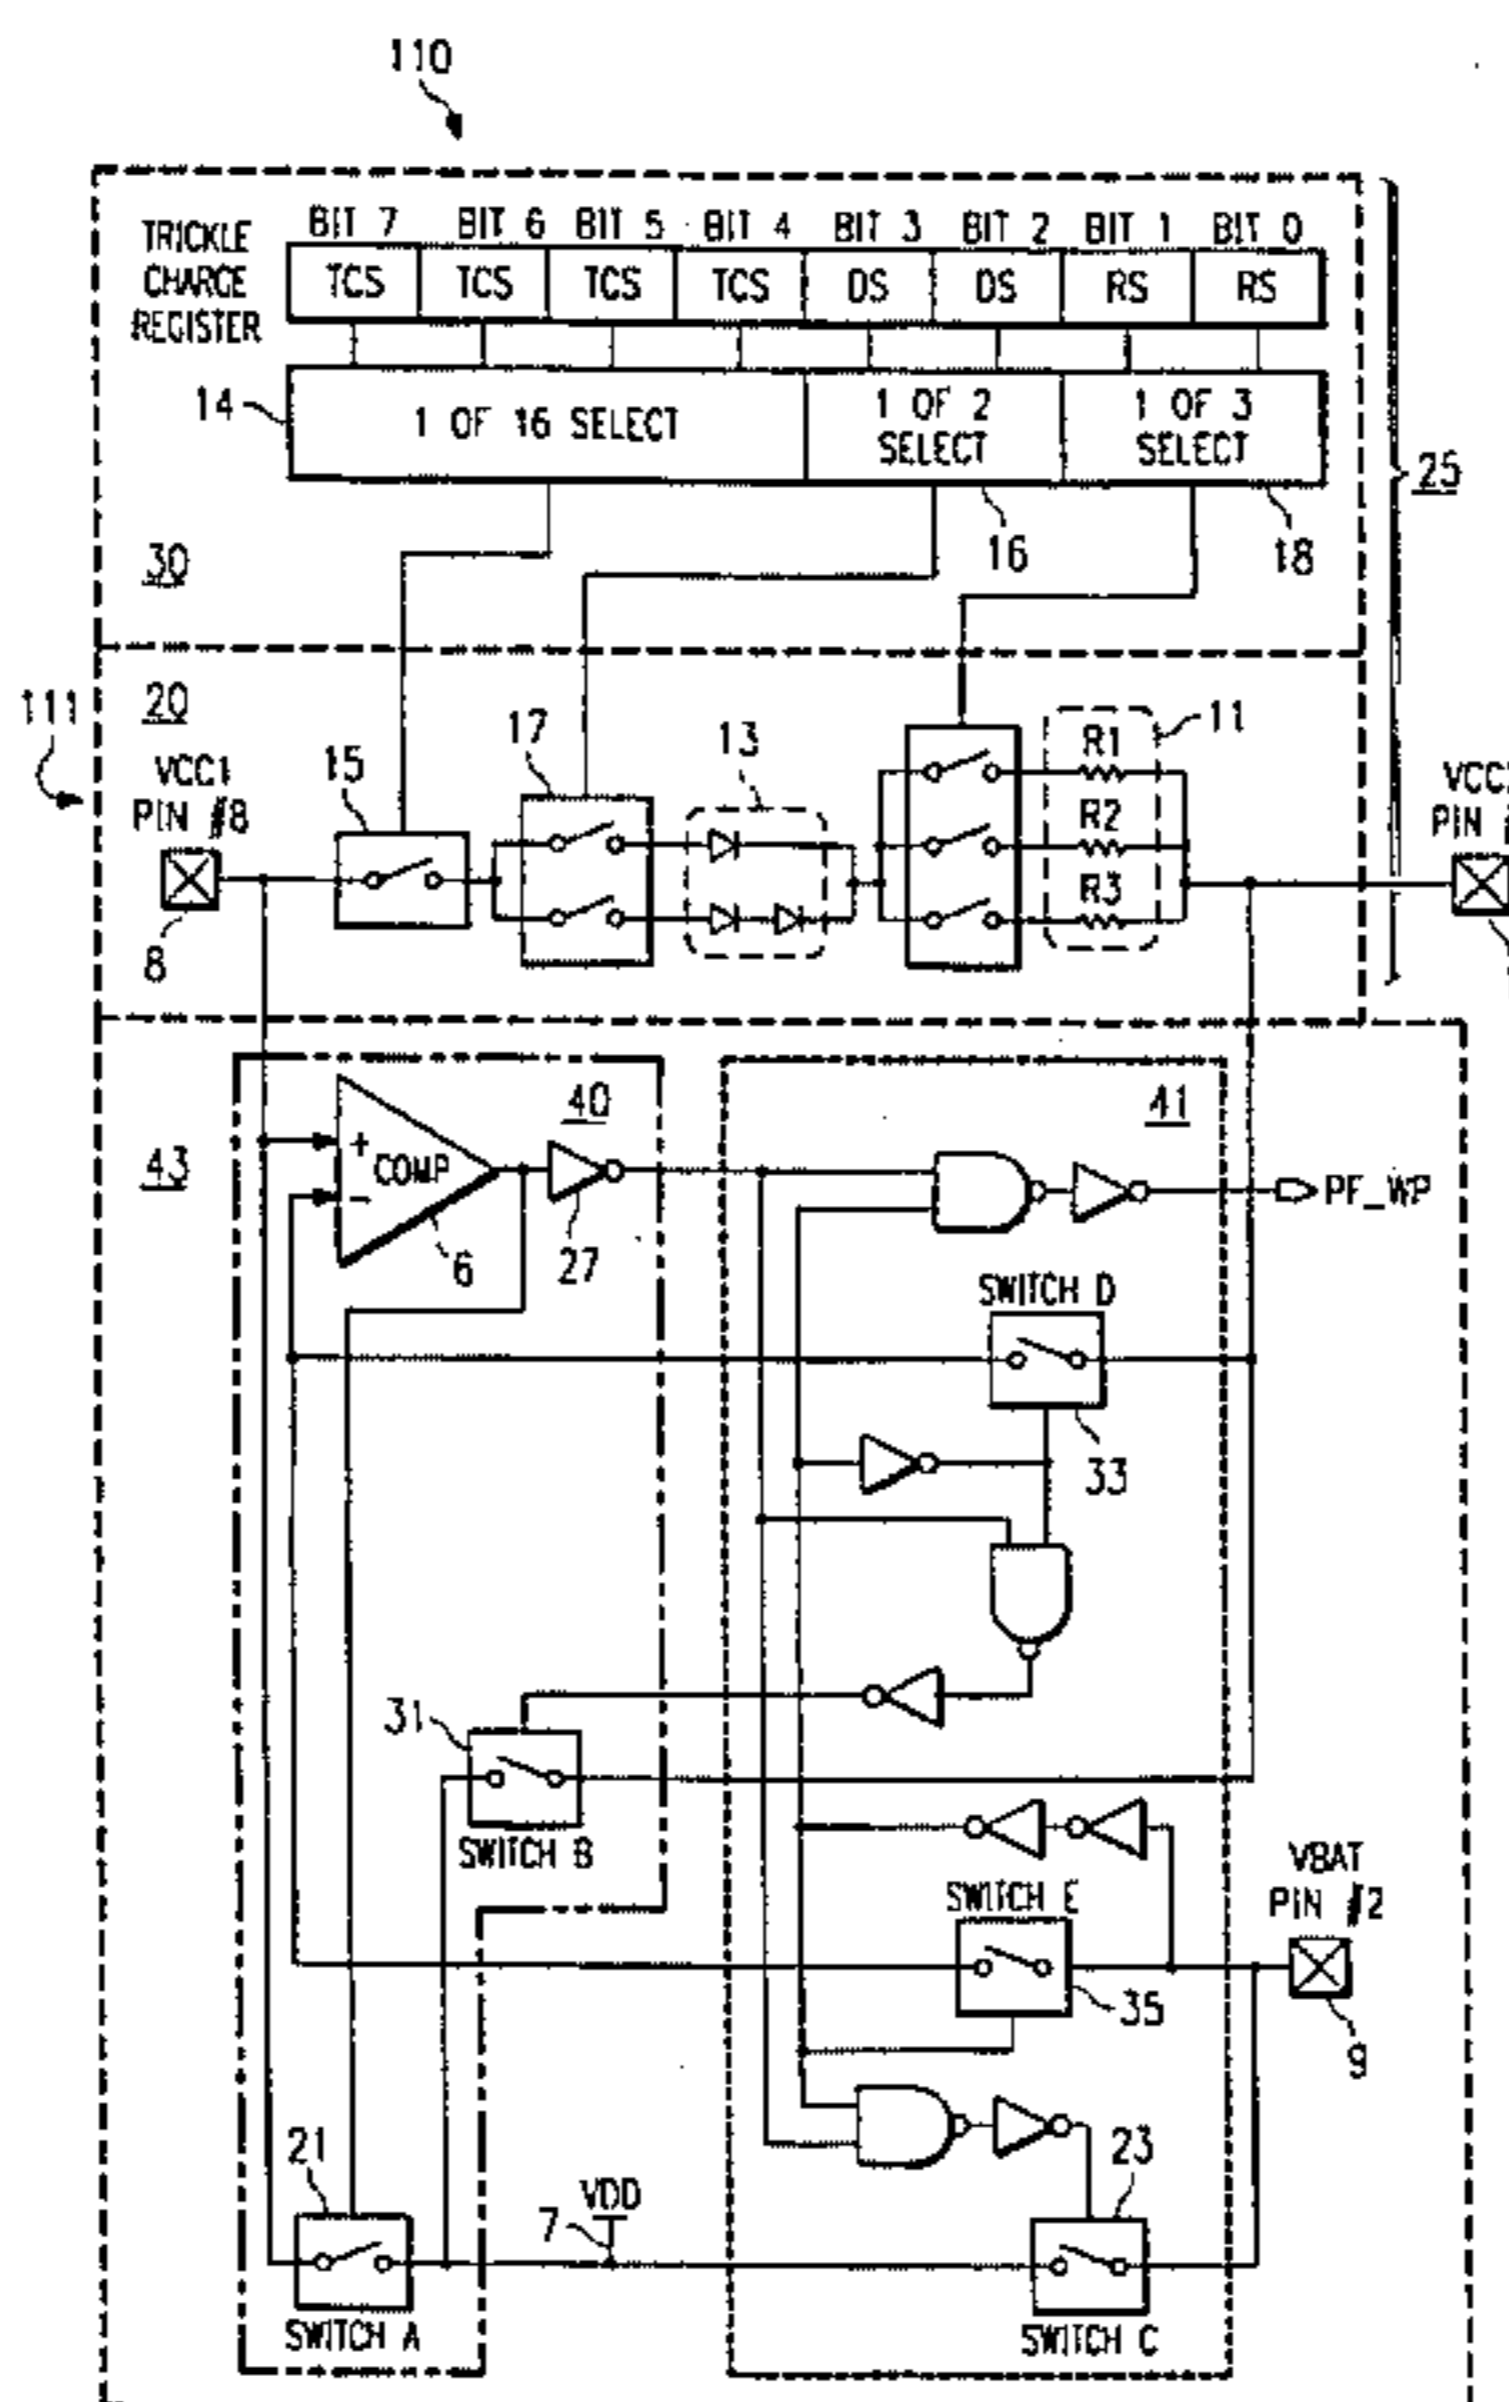 110
TRICKLE
CHARGE
REGISTER
BIT 7 BIT 6 BIT 5 BIT 4 BIT 3 BIT 2 BIT 1 BIT 0
TCS TCS TCS TCS DS DS RS RS
14
1 OF 16 SELECT
1 OF 2
SELECT
1 OF 3
SELECT
25
16
18
30
20
111
VCC1
PIN #8
15
17
13
11
R1
R2
R3
PIN
8
43
40
41
+
COMP
-
6
27
PF_WP
SWITCH D
33
31
SWITCH B
SWITCH E
35
VBAT
PIN #2
9
21
7
VDD
23
SWITCH A
SWITCH C